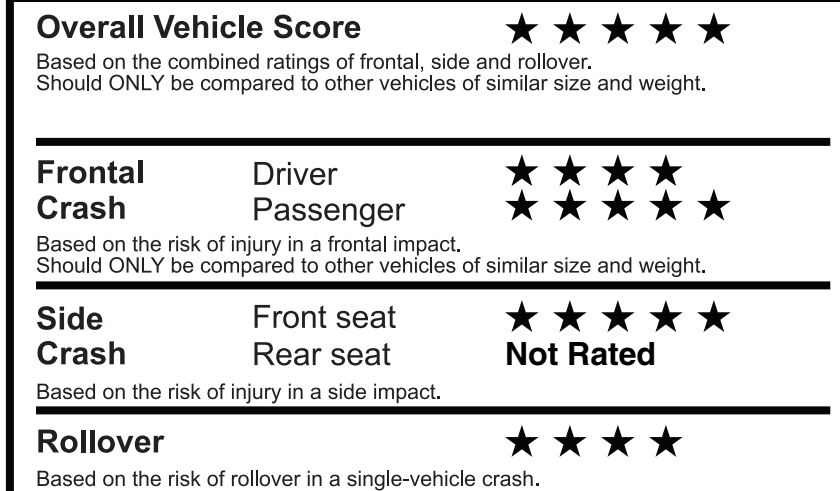 Overall Vehicle Score ★ ★ ★ ★ ★
Based on the combined ratings of frontal, side and rollover.
Should ONLY be compared to other vehicles of similar size and weight.
Frontal Driver ★ ★ ★ ★
Crash Passenger ★ ★ ★ ★ ★
Based on the risk of injury in a frontal impact.
Should ONLY be compared to other vehicles of similar size and weight.
Side Front seat ★ ★ ★ ★ ★
Crash Rear seat Not Rated
Based on the risk of injury in a side impact.
Rollover ★ ★ ★ ★
Based on the risk of rollover in a single-vehicle crash.